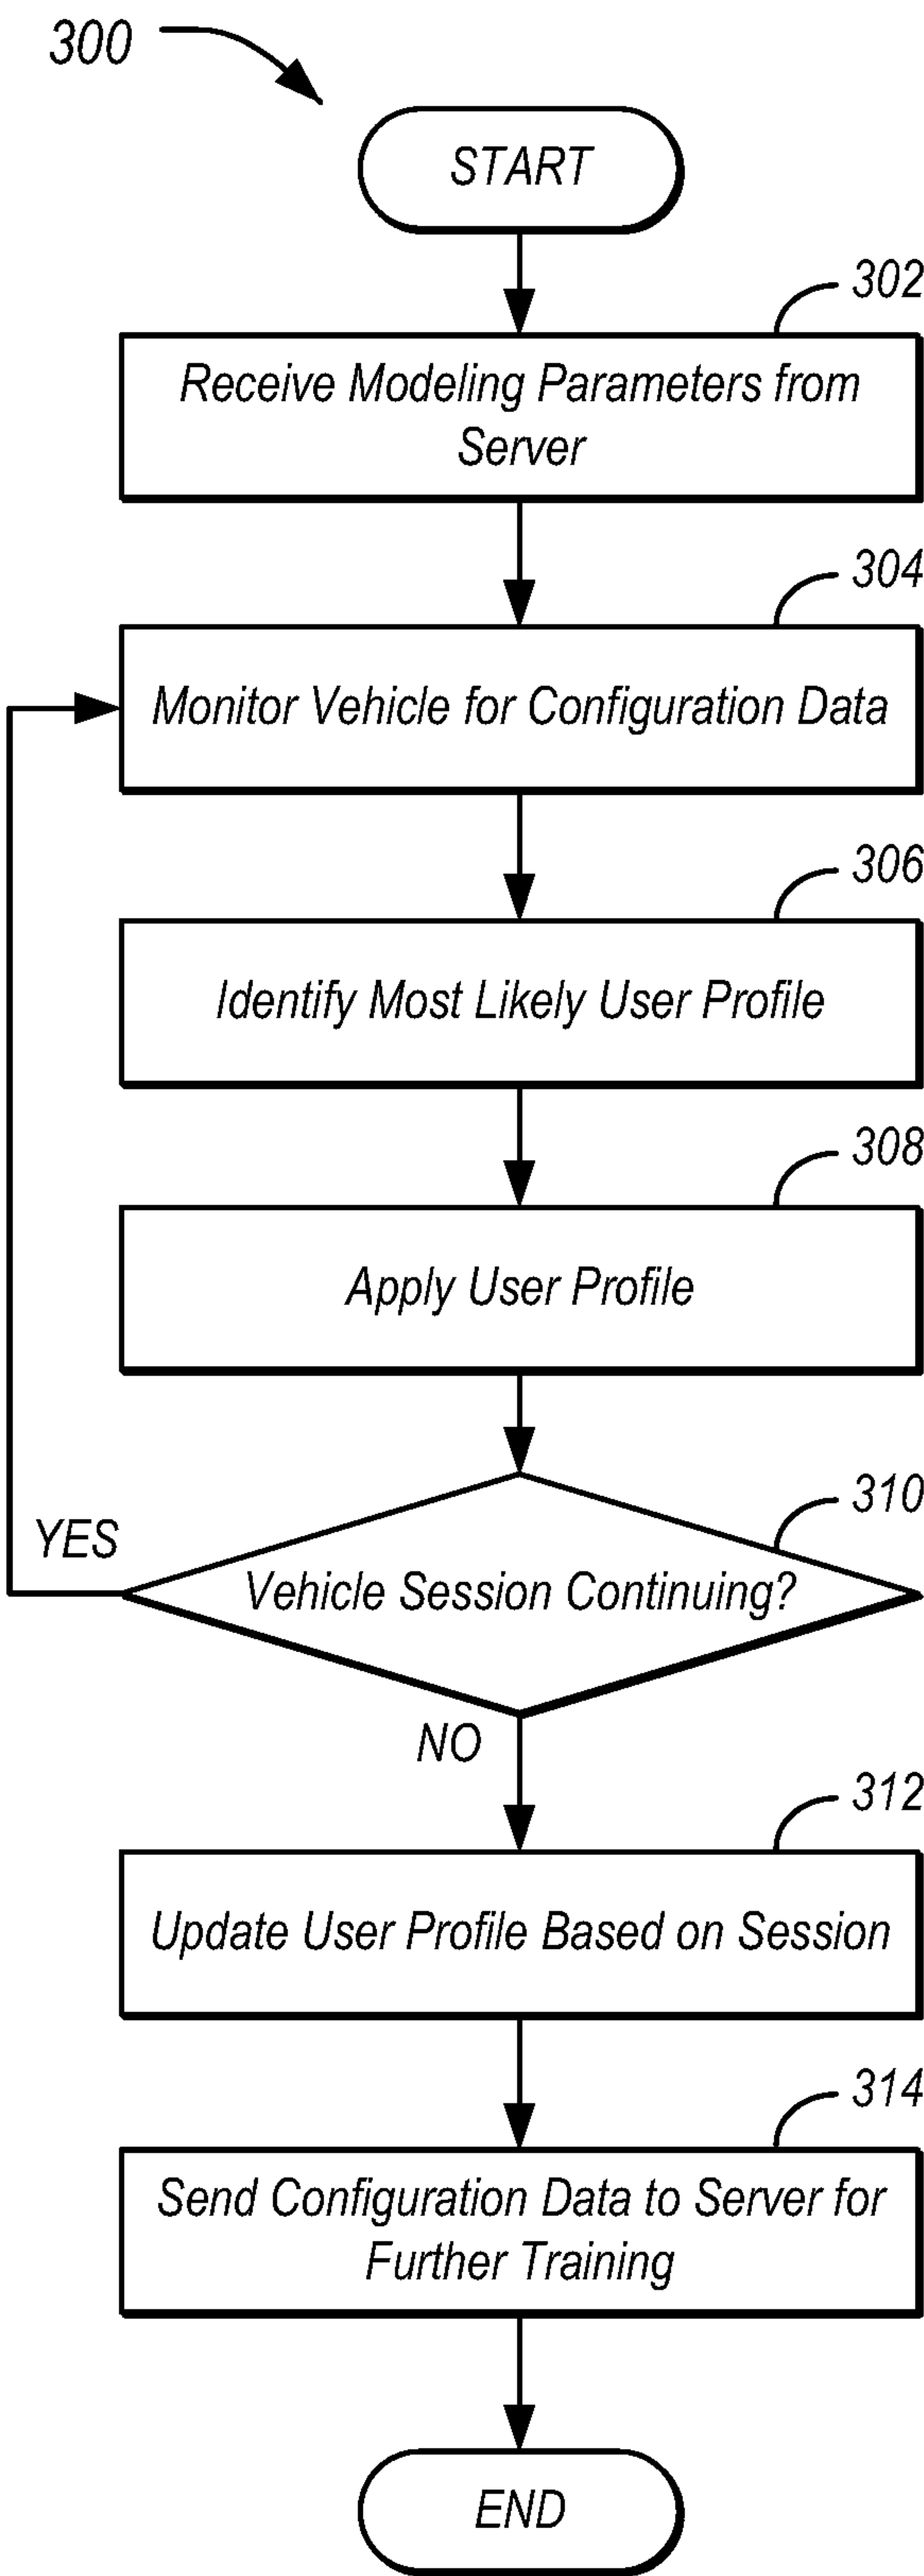 300
START
302
Receive Modeling Parameters from
Server
304
Monitor Vehicle for Configuration Data
306
Identify Most Likely User Profile
308
Apply User Profile
310
YES
Vehicle Session Continuing?
NO
312
Update User Profile Based on Session
314
Send Configuration Data to Server for
Further Training
END